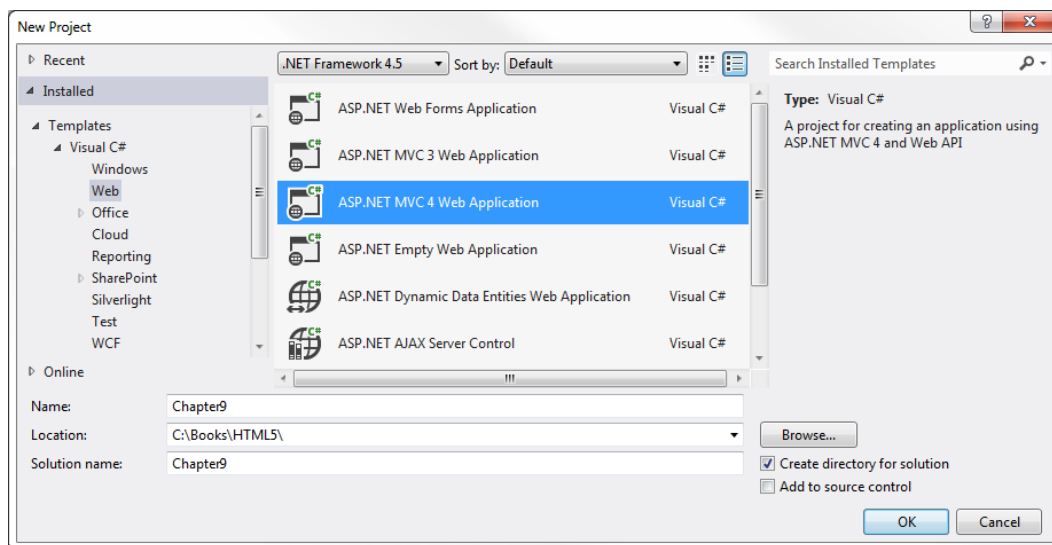 New Project
Recent
Installed
Templates
Visual C#
Windows
Web
Office
Cloud
Reporting
SharePoint
Silverlight
Test
WCF
Online
.NET Framework 4.5 Sort by: Default
ASP.NET Web Forms Application Visual C#
ASP.NET MVC 3 Web Application Visual C#
ASP.NET MVC 4 Web Application Visual C#
ASP.NET Empty Web Application Visual C#
ASP.NET Dynamic Data Entities Web Application Visual C#
ASP.NET AJAX Server Control Visual C#
Search Installed Templates
Type: Visual C#
A project for creating an application using
ASP.NET MVC 4 and Web API
Name: Chapter9
Location: C:\Books\HTML5\ Browse...
Solution name: Chapter9
Create directory for solution
Add to source control
OK Cancel